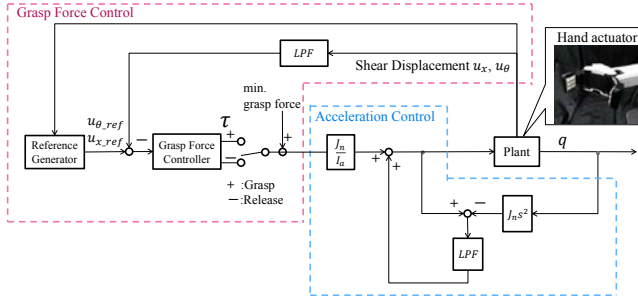 Grasp Force Control
Hand actuator
LPF
Shear Displacement u_x, u_θ
min.
grasp force
u_θ_ref
u_x_ref
τ
Acceleration Control
Reference
Generator
−
Grasp Force
Controller
+
−
+
J_n
I_a
+
+
Plant
q
+ :Grasp
− :Release
+
−
J_n s²
LPF